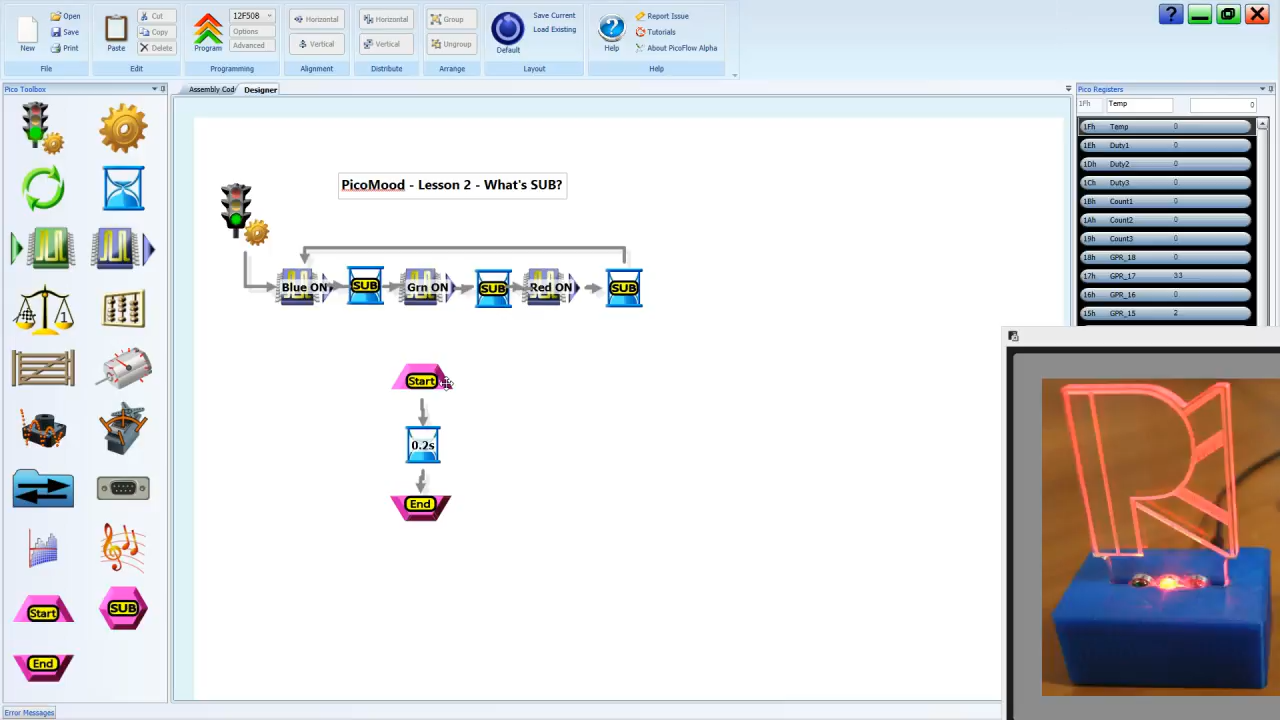 New
Open
Save
Print
File
Paste
Cut
Copy
Delete
Edit
Program
12F508
Options
Advanced
Programming
Horizontal
Vertical
Alignment
Horizontal
Vertical
Distribute
Group
Ungroup
Arrange
Default
Save Current
Load Existing
Layout
Help
Report Issue
Tutorials
About PicoFlow Alpha
Help
?
Pico Toolbox
Assembly Cod
Designer
Pico Registers
1Fh Temp 0
1Fh Temp 0
1Eh Duty1 0
1Dh Duty2 0
1Ch Duty3 0
1Bh Count1 0
1Ah Count2 0
19h Count3 0
18h GPR_18 0
17h GPR_17 33
16h GPR_16 0
15h GPR_15 2
PicoMood - Lesson 2 - What's SUB?
Blue ON SUB Grn ON SUB Red ON SUB
Start
0.2s
End
1
Start
SUB
End
Error Messages